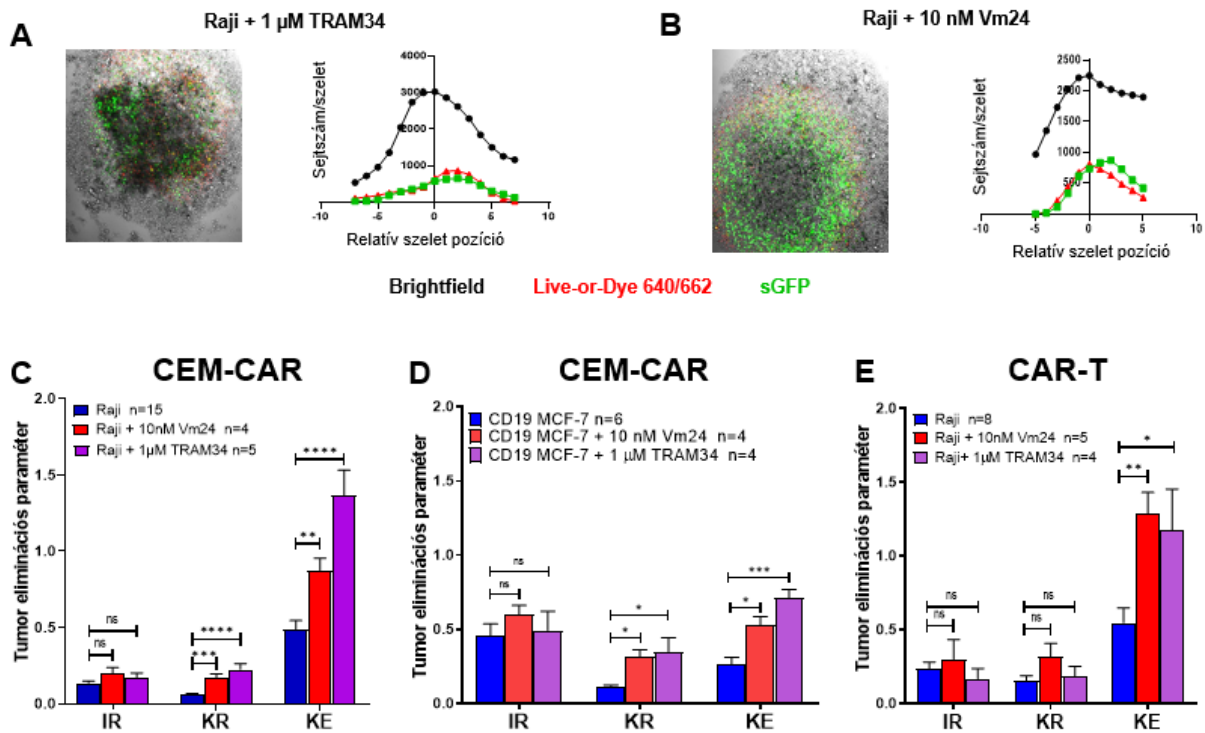 A
Raji + 1 µM TRAM34
Sejtszám/szelet
4000
3000
2000
1000
-10
-5
0
5
10
Relatív szelet pozíció
B
Raji + 10 nM Vm24
Sejtszám/szelet
2500
2000
1500
1000
500
-10
-5
0
5
10
Relatív szelet pozíció
Brightfield Live-or-Dye 640/662 sGFP
C
CEM-CAR
Raji n=15
Raji + 10nM Vm24 n=4
Raji + 1µM TRAM34 n=5
Tumor eliminációs paraméter
2.0
1.5
1.0
0.5
0.0
ns
ns
****
***
****
**
IR KR KE
D
CEM-CAR
CD19 MCF-7 n=6
CD19 MCF-7 + 10 nM Vm24 n=4
CD19 MCF-7 + 1 µM TRAM34 n=4
Tumor eliminációs paraméter
2.0
1.5
1.0
0.5
0.0
ns
ns
*
*
***
*
IR KR KE
E
CAR-T
Raji n=8
Raji + 10nM Vm24 n=5
Raji+ 1µM TRAM34 n=4
Tumor eliminációs paraméter
2.0
1.5
1.0
0.5
0.0
ns
ns
ns
ns
*
**
IR KR KE